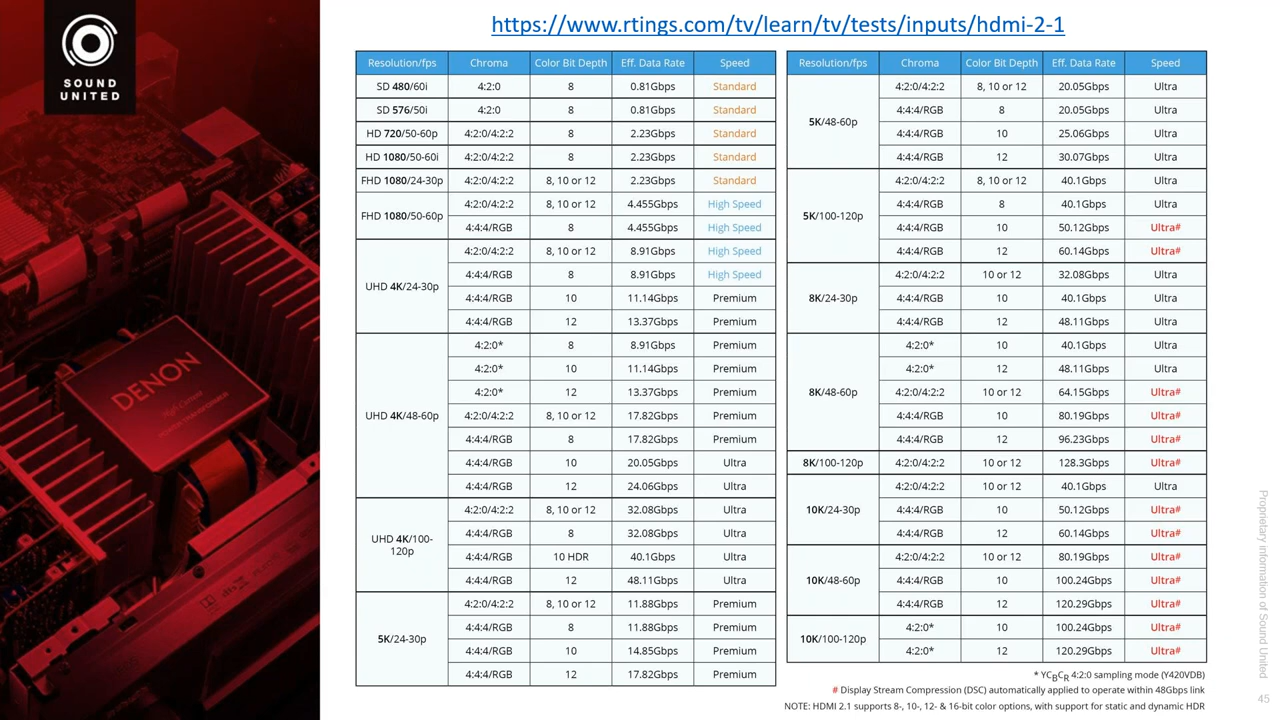 https://www.rtings.com/tv/learn/tv/tests/inputs/hdmi-2-1
SOUND
UNITED
DENON
Resolution/fps Chroma Color Bit Depth Eff. Data Rate Speed
SD 480/60i 4:2:0 8 0.81Gbps Standard
SD 576/50i 4:2:0 8 0.81Gbps Standard
HD 720/50-60p 4:2:0/4:2:2 8 2.23Gbps Standard
HD 1080/50-60i 4:2:0/4:2:2 8 2.23Gbps Standard
FHD 1080/24-30p 4:2:0/4:2:2 8, 10 or 12 2.23Gbps Standard
FHD 1080/50-60p 4:2:0/4:2:2 8, 10 or 12 4.455Gbps High Speed
4:4:4/RGB 8 4.455Gbps High Speed
UHD 4K/24-30p 4:2:0/4:2:2 8, 10 or 12 8.91Gbps High Speed
4:4:4/RGB 8 8.91Gbps High Speed
4:4:4/RGB 10 11.14Gbps Premium
4:4:4/RGB 12 13.37Gbps Premium
UHD 4K/48-60p 4:2:0* 8 8.91Gbps Premium
4:2:0* 10 11.14Gbps Premium
4:2:0* 12 13.37Gbps Premium
4:2:0/4:2:2 8, 10 or 12 17.82Gbps Premium
4:4:4/RGB 8 17.82Gbps Premium
4:4:4/RGB 10 20.05Gbps Ultra
4:4:4/RGB 12 24.06Gbps Ultra
UHD 4K/100-
120p 4:2:0/4:2:2 8, 10 or 12 32.08Gbps Ultra
4:4:4/RGB 8 32.08Gbps Ultra
4:4:4/RGB 10 HDR 40.1Gbps Ultra
4:4:4/RGB 12 48.11Gbps Ultra
5K/24-30p 4:2:0/4:2:2 8, 10 or 12 11.88Gbps Premium
4:4:4/RGB 8 11.88Gbps Premium
4:4:4/RGB 10 14.85Gbps Premium
4:4:4/RGB 12 17.82Gbps Premium
Resolution/fps Chroma Color Bit Depth Eff. Data Rate Speed
5K/48-60p 4:2:0/4:2:2 8, 10 or 12 20.05Gbps Ultra
4:4:4/RGB 8 20.05Gbps Ultra
4:4:4/RGB 10 25.06Gbps Ultra
4:4:4/RGB 12 30.07Gbps Ultra
5K/100-120p 4:2:0/4:2:2 8, 10 or 12 40.1Gbps Ultra
4:4:4/RGB 8 40.1Gbps Ultra
4:4:4/RGB 10 50.12Gbps Ultra#
4:4:4/RGB 12 60.14Gbps Ultra#
8K/24-30p 4:2:0/4:2:2 10 or 12 32.08Gbps Ultra
4:4:4/RGB 10 40.1Gbps Ultra
4:4:4/RGB 12 48.11Gbps Ultra
8K/48-60p 4:2:0* 10 40.1Gbps Ultra
4:2:0* 12 48.11Gbps Ultra
4:2:0/4:2:2 10 or 12 64.15Gbps Ultra#
4:4:4/RGB 10 80.19Gbps Ultra#
4:4:4/RGB 12 96.23Gbps Ultra#
8K/100-120p 4:2:0/4:2:2 10 or 12 128.3Gbps Ultra#
10K/24-30p 4:2:0/4:2:2 10 or 12 40.1Gbps Ultra
4:4:4/RGB 10 50.12Gbps Ultra#
4:4:4/RGB 12 60.14Gbps Ultra#
10K/48-60p 4:2:0/4:2:2 10 or 12 80.19Gbps Ultra#
4:4:4/RGB 10 100.24Gbps Ultra#
4:4:4/RGB 12 120.29Gbps Ultra#
10K/100-120p 4:2:0* 10 100.24Gbps Ultra#
4:2:0* 12 120.29Gbps Ultra#
* YCBCR 4:2:0 sampling mode (Y420VDB)
# Display Stream Compression (DSC) automatically applied to operate within 48Gbps link
NOTE: HDMI 2.1 supports 8-, 10-, 12- & 16-bit color options, with support for static and dynamic HDR
Proprietary information of Sound United
45